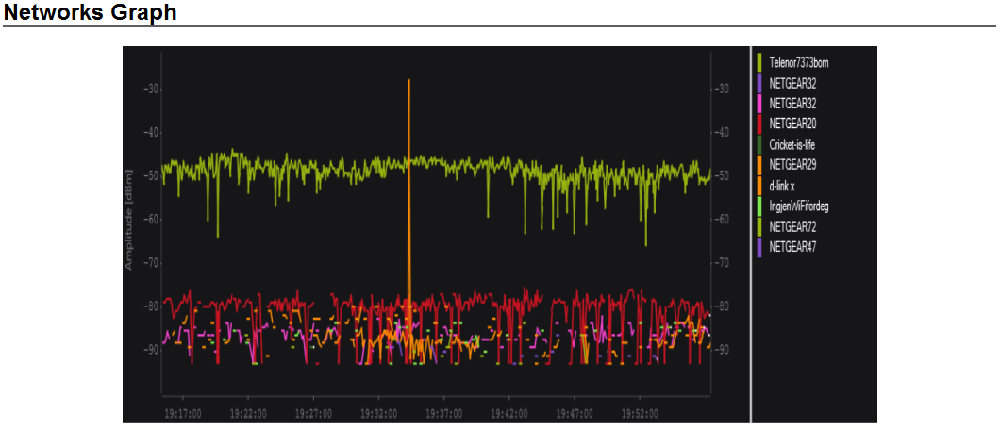 Networks Graph
-30
-40
-50
-60
-70
-80
-90
Amplitude [dBm]
-30
-40
-50
-60
-70
-80
-90
19:17:00 19:22:00 19:27:00 19:32:00 19:37:00 19:42:00 19:47:00 19:52:00
Telenor7373bom
NETGEAR32
NETGEAR32
NETGEAR20
Cricket-is-life
NETGEAR29
d-link x
IngjenWiFifordeg
NETGEAR72
NETGEAR47